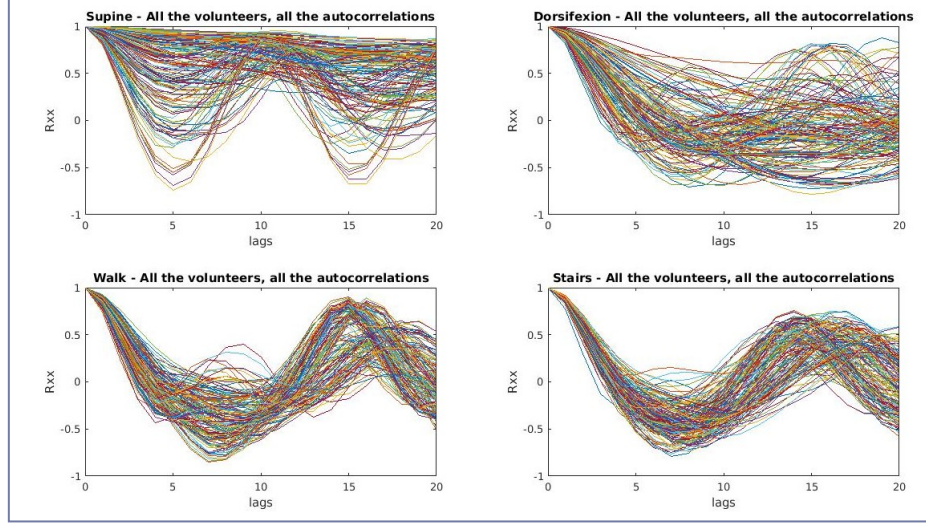 Supine - All the volunteers, all the autocorrelations
1
0.5
0
-0.5
-1
Rxx
0 5 10 15 20
lags
Dorsifexion - All the volunteers, all the autocorrelations
1
0.5
0
-0.5
-1
Rxx
0 5 10 15 20
lags
Walk - All the volunteers, all the autocorrelations
1
0.5
0
-0.5
-1
Rxx
0 5 10 15 20
lags
Stairs - All the volunteers, all the autocorrelations
1
0.5
0
-0.5
-1
Rxx
0 5 10 15 20
lags